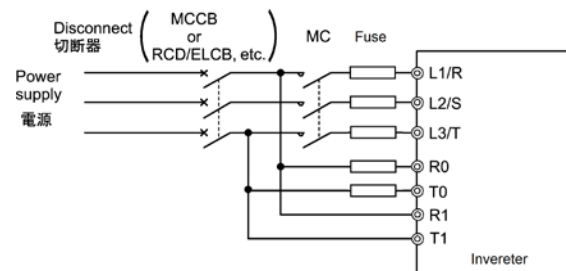 Disconnect
切断器
MCCB
or
RCD/ELCB, etc.
MC
Fuse
Power
supply
電源
L1/R
L2/S
L3/T
R0
T0
R1
T1
Invereter